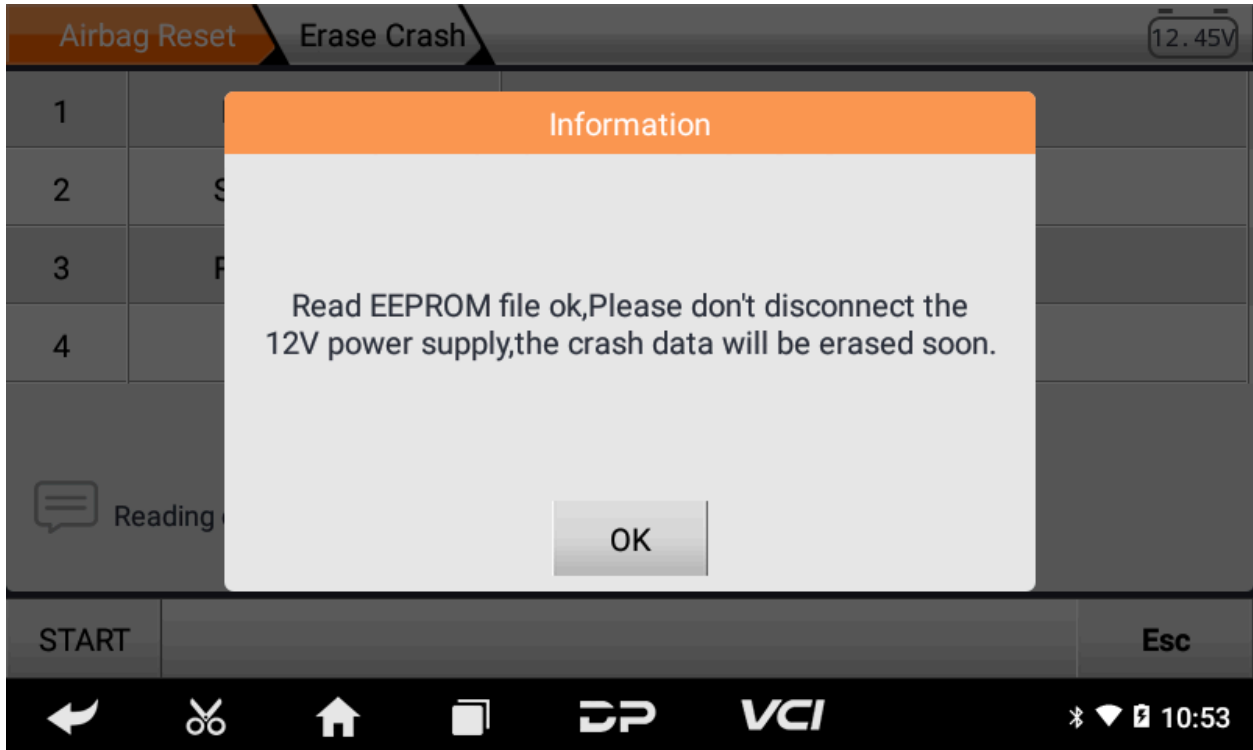 Airbag Reset Erase Crash 12.45V
1
Information
2
3
Read EEPROM file ok,Please don't disconnect the
4
12V power supply,the crash data will be erased soon.
Reading
OK
START Esc
DP VCI 10:53